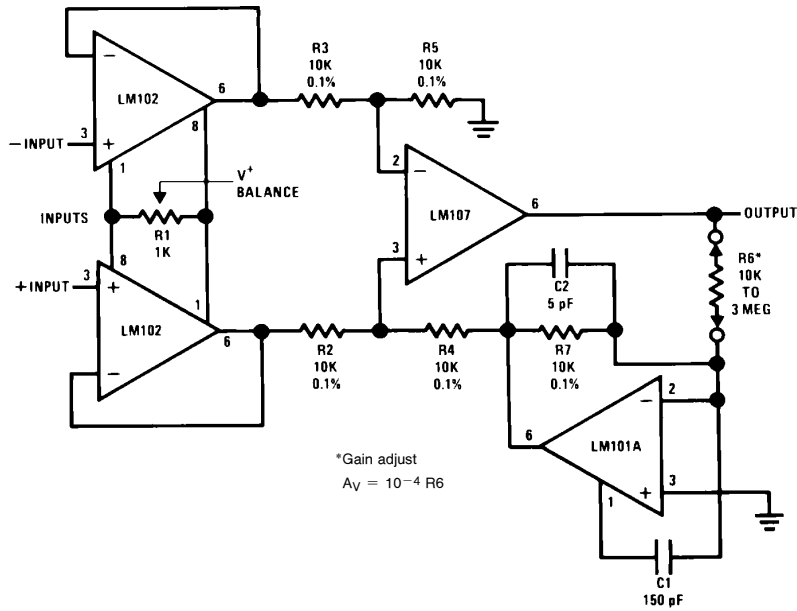 R3
10K
0.1%
R5
10K
0.1%
−
LM102
6
8
−INPUT
3
+
1
V+
BALANCE
INPUTS
R1
1K
2
−
LM107
6
OUTPUT
3
+
8
+INPUT
3
+
1
LM102
6
−
R2
10K
0.1%
R4
10K
0.1%
C2
5 pF
R7
10K
0.1%
R6*
10K
TO
3 MEG
2
−
LM101A
6
3
+
1
C1
150 pF
*Gain adjust
AV = 10−4 R6